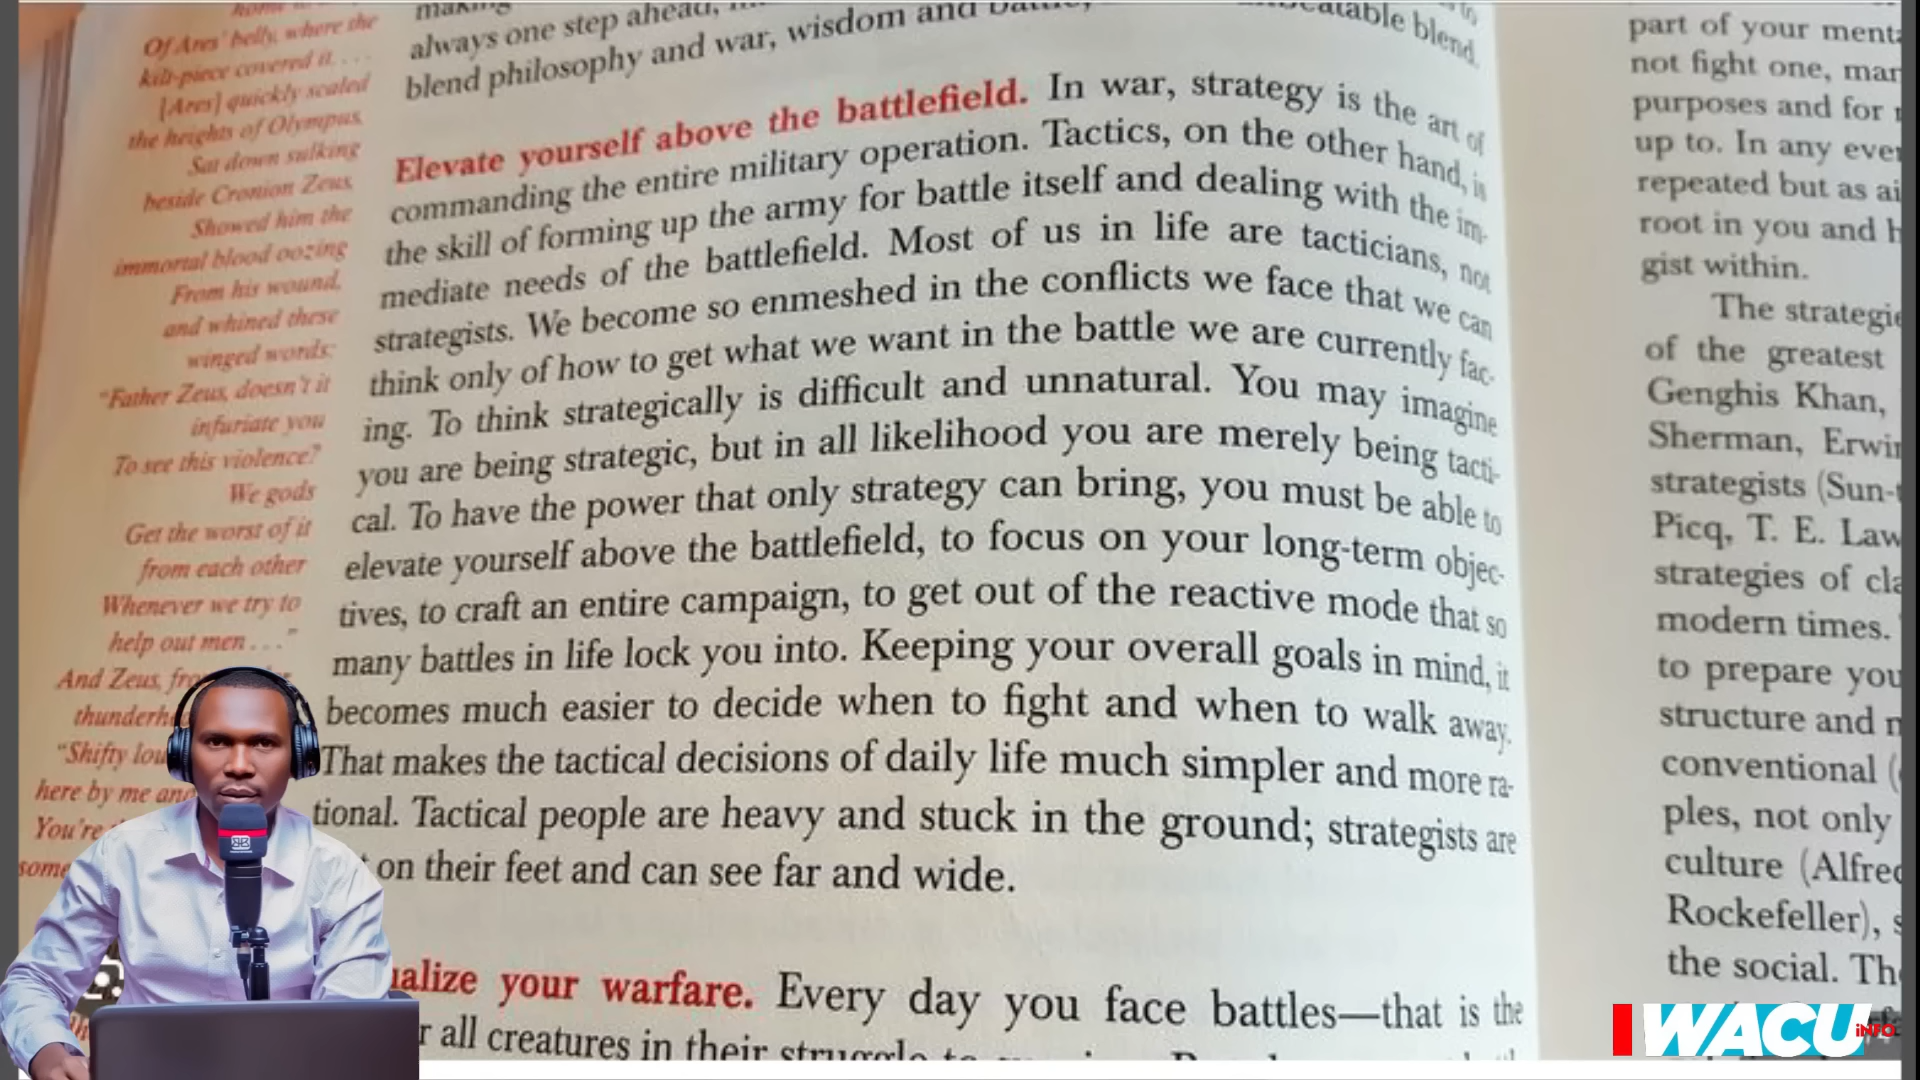 Of Ares' belly, where the
kilt-piece covered it. . . .
[Ares] quickly scaled
the heights of Olympus,
Sat down sulking
beside Cronion Zeus,
Showed him the
immortal blood oozing
From his wound,
and whined these
winged words:
"Father Zeus, doesn't it
infuriate you
To see this violence?
We gods
Get the worst of it
from each other
Whenever we try to
help out men . . ."
And Zeus,
"Shifty
here by me
You're
making
always one step ahead,
blend philosophy and war, wisdom and blend.
Elevate yourself above the battlefield. In war, strategy is the art of
commanding the entire military operation. Tactics, on the other hand, is
the skill of forming up the army for battle itself and dealing with the im-
mediate needs of the battlefield. Most of us in life are tacticians, not
strategists. We become so enmeshed in the conflicts we face that we can
think only of how to get what we want in the battle we are currently fac-
ing. To think strategically is difficult and unnatural. You may imagine
you are being strategic, but in all likelihood you are merely being tacti-
cal. To have the power that only strategy can bring, you must be able to
elevate yourself above the battlefield, to focus on your long-term objec-
tives, to craft an entire campaign, to get out of the reactive mode that so
many battles in life lock you into. Keeping your overall goals in mind, it
becomes much easier to decide when to fight and when to walk away.
That makes the tactical decisions of daily life much simpler and more ra-
tional. Tactical people are heavy and stuck in the ground; strategists are
on their feet and can see far and wide.
your warfare. Every day you face battles—that is the
all creatures in their
part of your
not fight one,
purposes and for
up to. In any
repeated but as
root in you and
gist within.
The
of the greatest
Genghis Khan,
Sherman,
strategists
Picq, T. E.
strategies of
modern times.
to prepare
structure and
conventional
ples, not only
culture
Rockefeller),
the social.
IWACU
iNFO